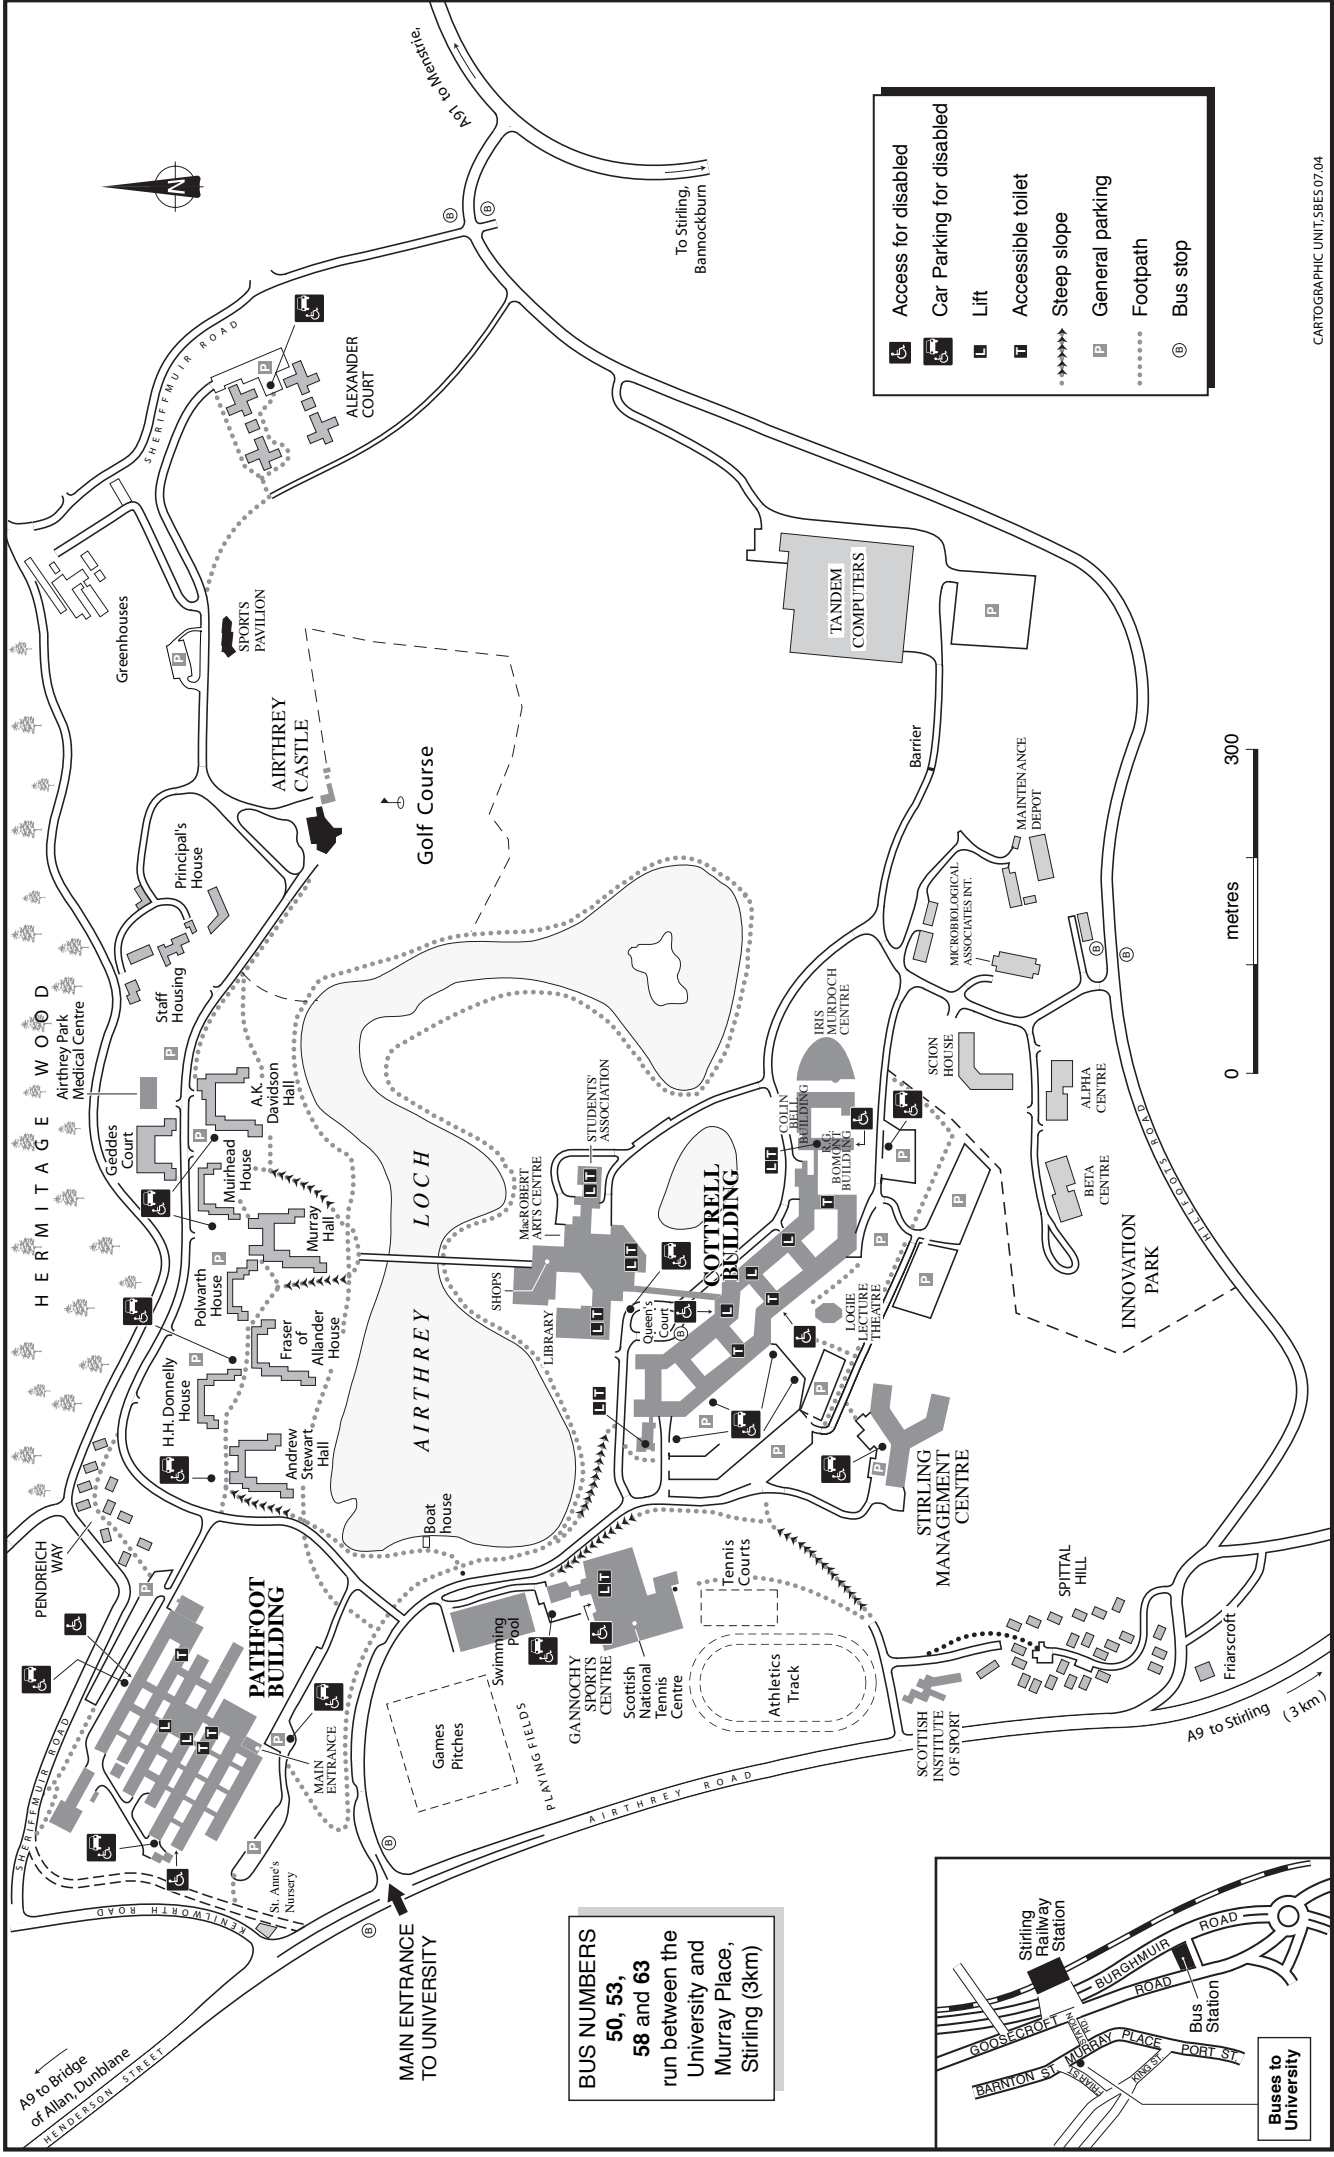 A9 to Bridge
of Allan, Dunblane
HENDERSON STREET
MAIN ENTRANCE
TO UNIVERSITY
KENILWORTH ROAD
SHERIFFMUIR ROAD
St. Anne's
Nursery
P
MAIN
ENTRANCE
PATHFOOT
BUILDING
L
L
T
T
T
P
P
PENDREICH
WAY
HERMITAGE WOOD
H.H. Donnelly
House
Andrew
Stewart
Hall
P
Fraser
of
Allander
House
Polwarth
House
P
Murray
Hall
Muirhead
House
P
Geddes
Court
A.K.
Davidson
Hall
Airthrey Park
Medical Centre
P
Staff
Housing
Principal's
House
AIRTHREY
CASTLE
Greenhouses
P
SPORTS
PAVILION
SHERIFFMUIR ROAD
P
ALEXANDER
COURT
N
A91 to Menstrie,
B
B
To Stirling,
Bannockburn
Golf Course
AIRTHREY LOCH
Boat
house
B
B
Games
Pitches
PLAYING FIELDS
Swimming
Pool
GANNOCHY
SPORTS
CENTRE
L T
Scottish
National
Tennis
Centre
Tennis
Courts
Athletics
Track
AIRTHREY ROAD
SHOPS
LIBRARY
L T
MacROBERT
ARTS CENTRE
L T
STUDENTS'
ASSOCIATION
L T
L T
Queen's
Court
B
COTTRELL
BUILDING
L
L
L
T
T
T
L T
COLIN
BELL
BUILDING
R.G.
BOMONT
BUILDING
IRIS
MURDOCH
CENTRE
LOGIE
LECTURE
THEATRE
P
P
P
P
P
P
P
P
STIRLING
MANAGEMENT
CENTRE
TANDEM
COMPUTERS
P
Barrier
MICROBIOLOGICAL
ASSOCIATES INT.
MAINTENANCE
DEPOT
SCION
HOUSE
ALPHA
CENTRE
BETA
CENTRE
INNOVATION
PARK
HILLFOOTS ROAD
B
B
SCOTTISH
INSTITUTE
OF SPORT
SPITTAL
HILL
Friarscroft
A9 to Stirling
(3 km)
BUS NUMBERS
50, 53,
58 and 63
run between the
University and
Murray Place,
Stirling (3km)
Stirling
Railway
Station
GOOSECROFT ROAD
BURGHMUIR ROAD
STATION
RD.
Bus
Station
BARNTON ST.
MURRAY PLACE
PORT ST.
FRIAR ST.
KING ST.
Buses to
University
0 metres 300
Access for disabled
Car Parking for disabled
L Lift
T Accessible toilet
Steep slope
P General parking
Footpath
B Bus stop
CARTOGRAPHIC UNIT, SBES 07.04